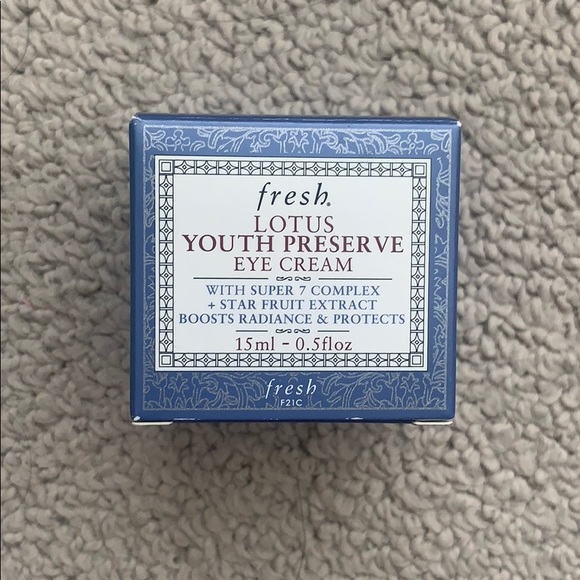 fresh®
LOTUS
YOUTH PRESERVE
EYE CREAM
WITH SUPER 7 COMPLEX
+ STAR FRUIT EXTRACT
BOOSTS RADIANCE & PROTECTS
15ml - 0.5floz
fresh
F21C